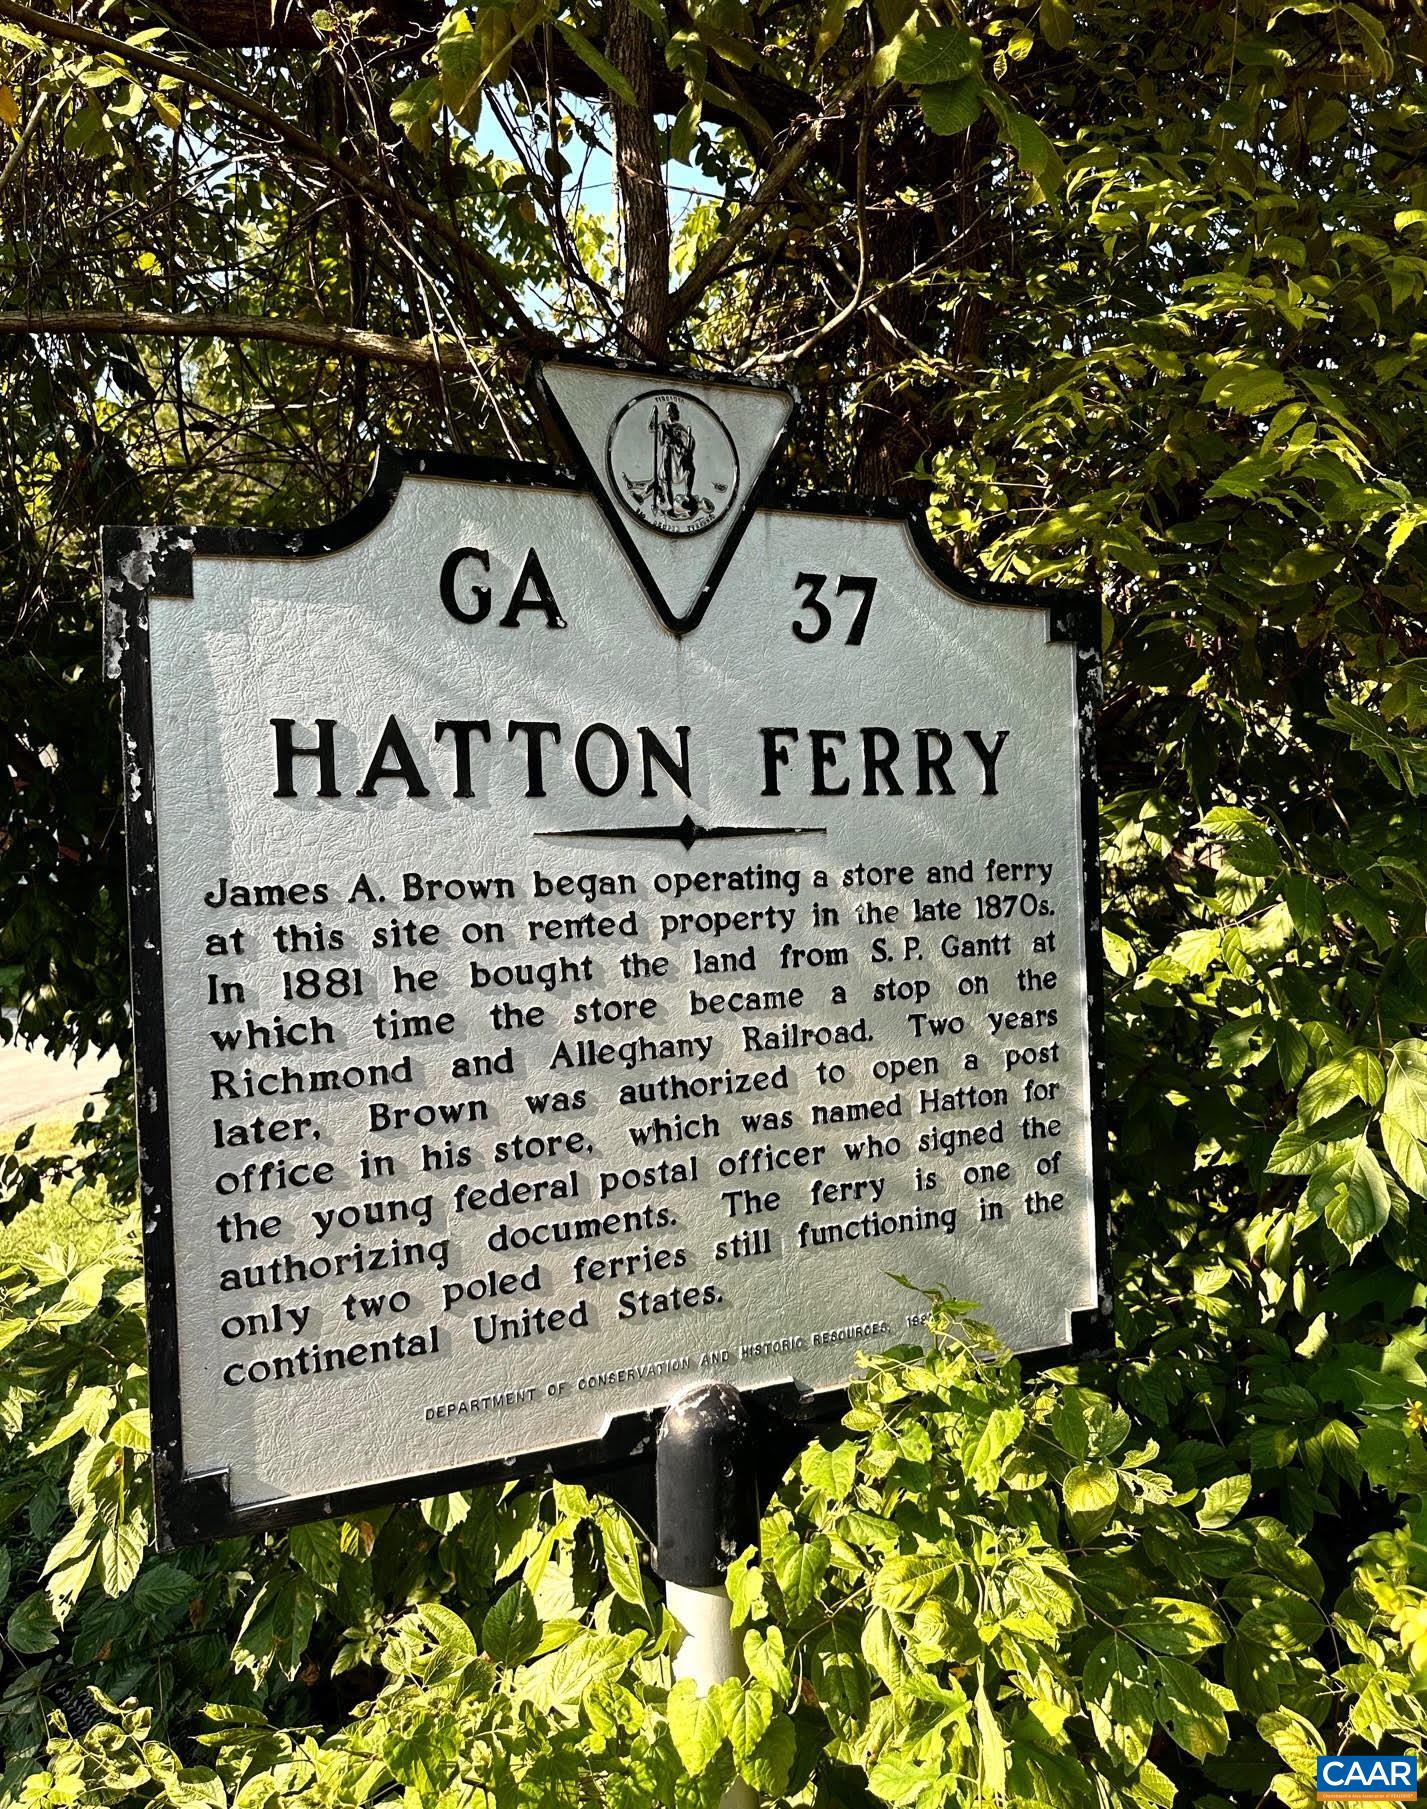 VIRGINIA
GA 37
HATTON FERRY
James A. Brown began operating a store and ferry
at this site on rented property in the late 1870s.
In 1881 he bought the land from S. P. Gantt at
which time the store became a stop on the
Richmond and Alleghany Railroad. Two years
later, Brown was authorized to open a post
office in his store, which was named Hatton for
the young federal postal officer who signed the
authorizing documents. The ferry is one of
only two poled ferries still functioning in the
continental United States.
DEPARTMENT OF CONSERVATION AND HISTORIC RESOURCES,
CAAR